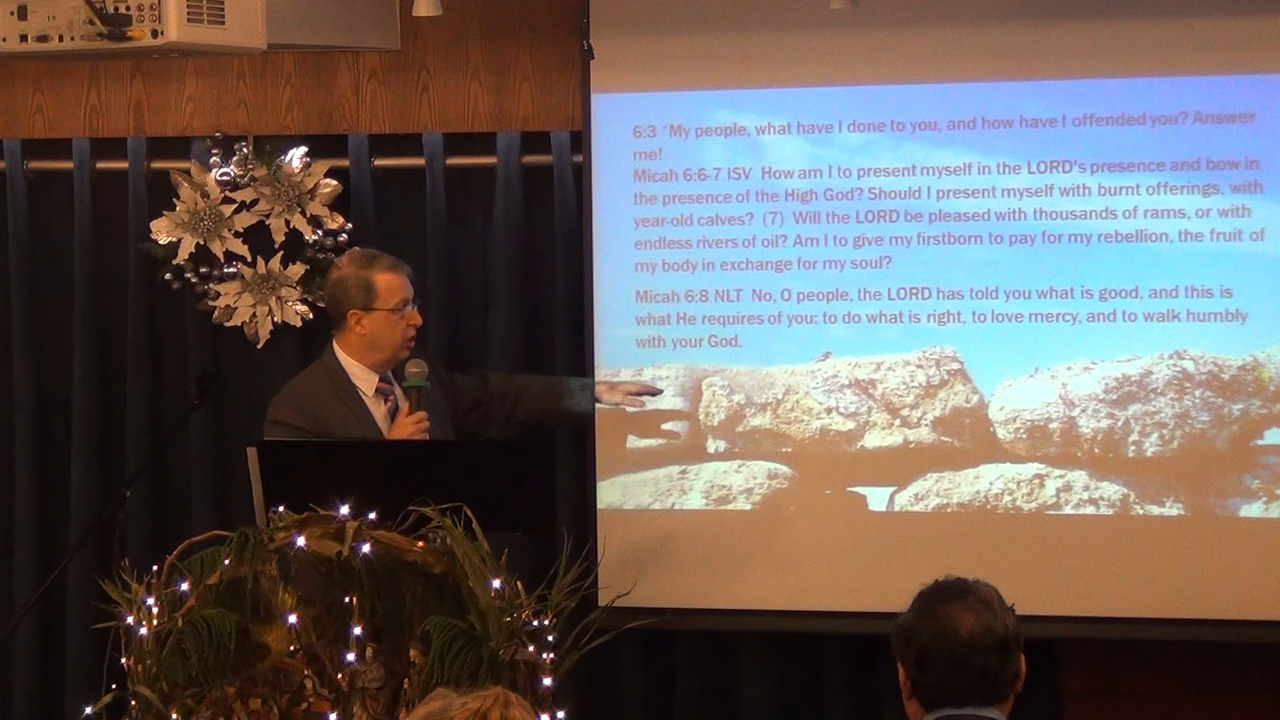 6:3 "My people, what have I done to you, and how have I offended you? Answer
me!
Micah 6:6-7 ISV How am I to present myself in the LORD's presence and bow in
the presence of the High God? Should I present myself with burnt offerings, with
year-old calves? (7) Will the LORD be pleased with thousands of rams, or with
endless rivers of oil? Am I to give my firstborn to pay for my rebellion, the fruit of
my body in exchange for my soul?
Micah 6:8 NLT No, O people, the LORD has told you what is good, and this is
what He requires of you: to do what is right, to love mercy, and to walk humbly
with your God.